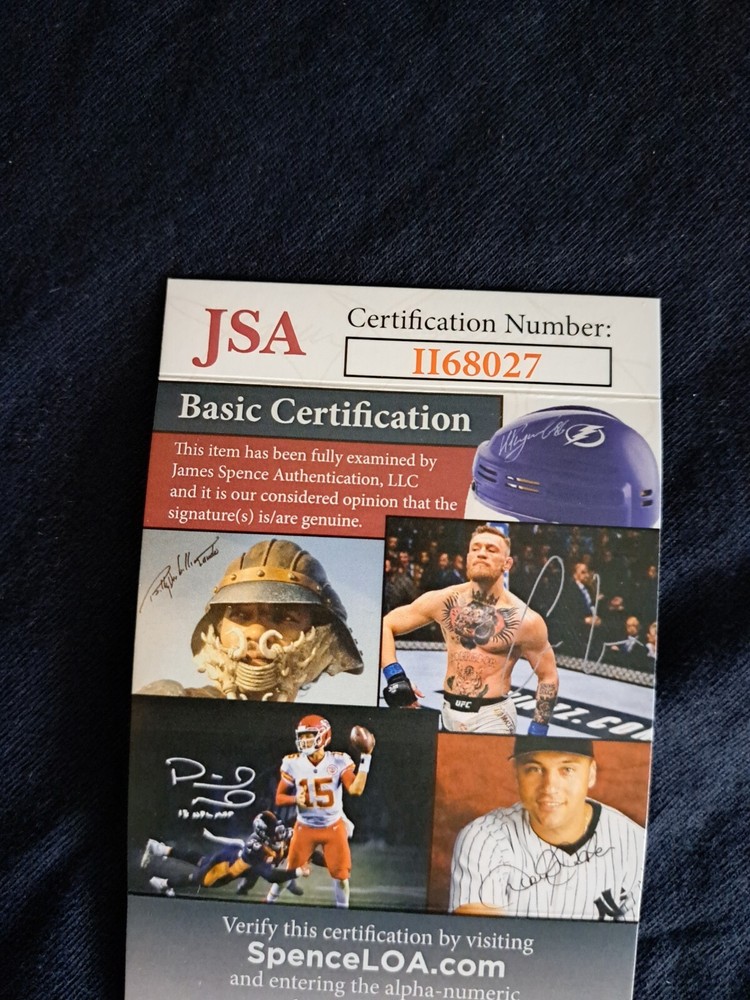 JSA
Certification Number:
II68027
Basic Certification
This item has been fully examined by
James Spence Authentication, LLC
and it is our considered opinion that the
signature(s) is/are genuine.
UFC
15
NY
Verify this certification by visiting
SpenceLOA.com
and entering the alpha-numeric